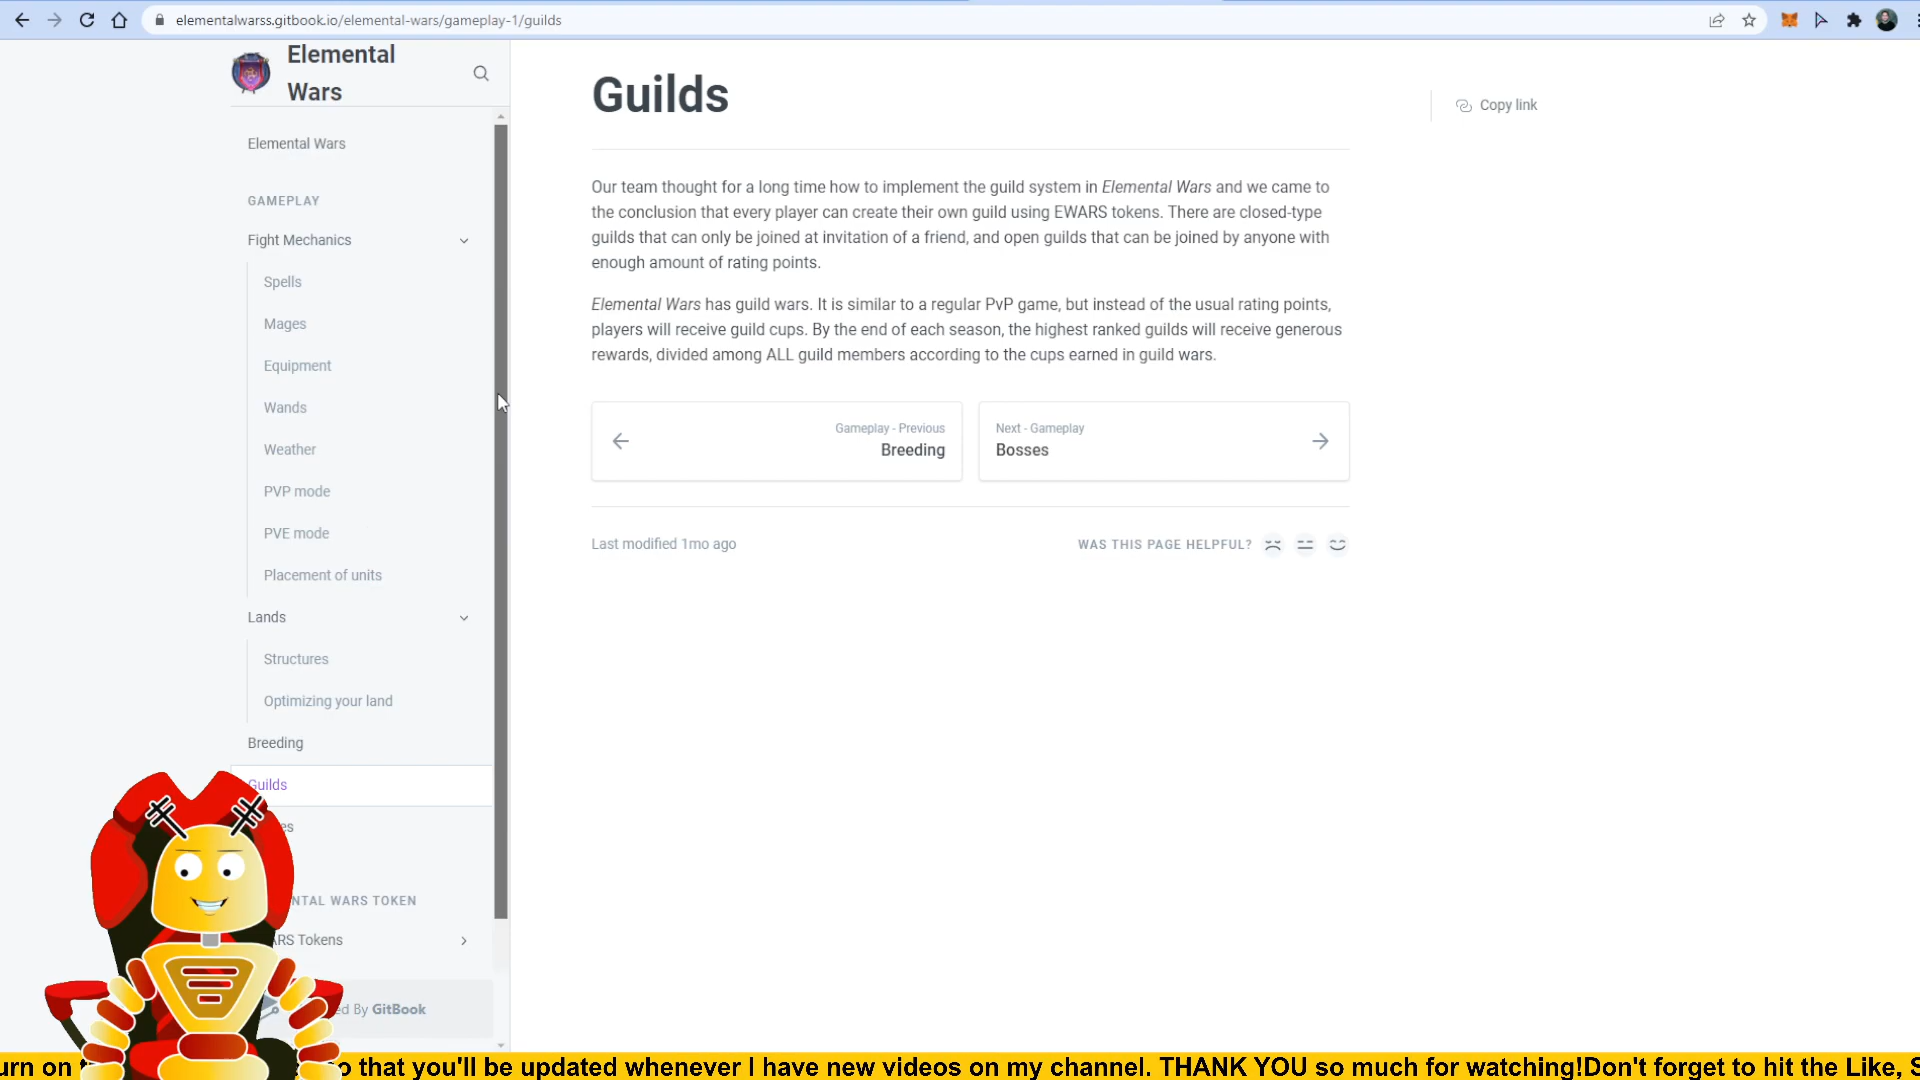 elementalwarss.gitbook.io/elemental-wars/gameplay-1/guilds
Elemental
Wars
Elemental Wars
GAMEPLAY
Fight Mechanics
Spells
Mages
Equipment
Wands
Weather
PVP mode
PVE mode
Placement of units
Lands
Structures
Optimizing your land
Breeding
Guilds
NTAL WARS TOKEN
ARS Tokens
d By GitBook
Guilds
Copy link
Our team thought for a long time how to implement the guild system in Elemental Wars and we came to
the conclusion that every player can create their own guild using EWARS tokens. There are closed-type
guilds that can only be joined at invitation of a friend, and open guilds that can be joined by anyone with
enough amount of rating points.
Elemental Wars has guild wars. It is similar to a regular PvP game, but instead of the usual rating points,
players will receive guild cups. By the end of each season, the highest ranked guilds will receive generous
rewards, divided among ALL guild members according to the cups earned in guild wars.
Gameplay - Previous
Breeding
Next - Gameplay
Bosses
Last modified 1mo ago
WAS THIS PAGE HELPFUL?
urn on t o that you'll be updated whenever I have new videos on my channel. THANK YOU so much for watching!Don't forget to hit the Like, S